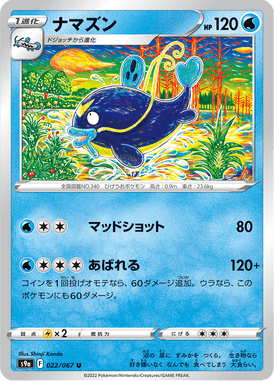 1進化 ナマズン HP 120
ドジョッチから進化
全国図鑑NO.340 ひげうおポケモン 高さ:0.9m 重さ:23.6kg
マッドショット 80
あばれる 120+
コインを1回投げオモテなら、60ダメージ追加。ウラなら、このポケモンにも60ダメージ。
弱点 ×2 抵抗力 にげる
S9a F 022/067 U
Illus. Shinji Kanda
沼の 主。
©2022 Pokémon/Nintendo/Creatures/GAME FREAK.